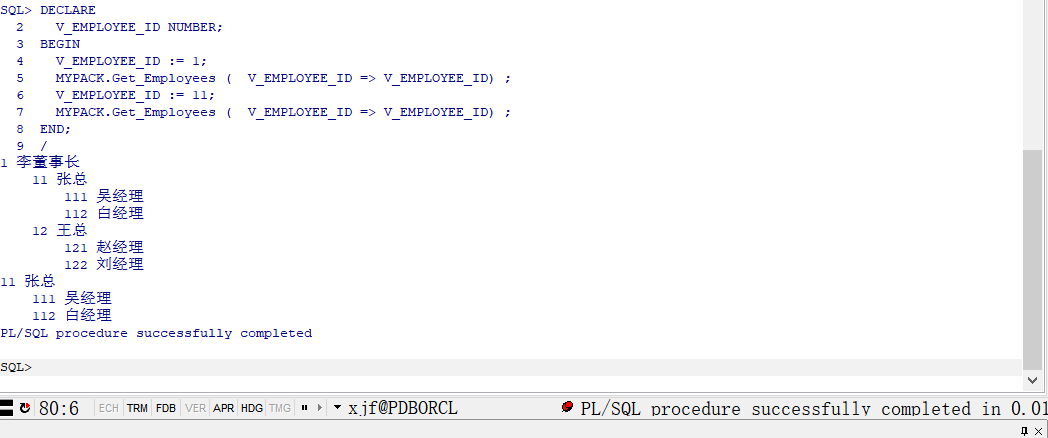 SQL> DECLARE
  2    V_EMPLOYEE_ID NUMBER;
  3  BEGIN
  4    V_EMPLOYEE_ID := 1;
  5    MYPACK.Get_Employees (  V_EMPLOYEE_ID => V_EMPLOYEE_ID) ;
  6    V_EMPLOYEE_ID := 11;
  7    MYPACK.Get_Employees (  V_EMPLOYEE_ID => V_EMPLOYEE_ID) ;
  8  END;
  9  /
1 李董事长
    11 张总
        111 吴经理
        112 白经理
    12 王总
        121 赵经理
        122 刘经理
11 张总
    111 吴经理
    112 白经理
PL/SQL procedure successfully completed
SQL>
80:6 ECH TRM FDB VER APR HDG TMG xjf@PDBORCL PL/SQL procedure successfully completed in 0.01